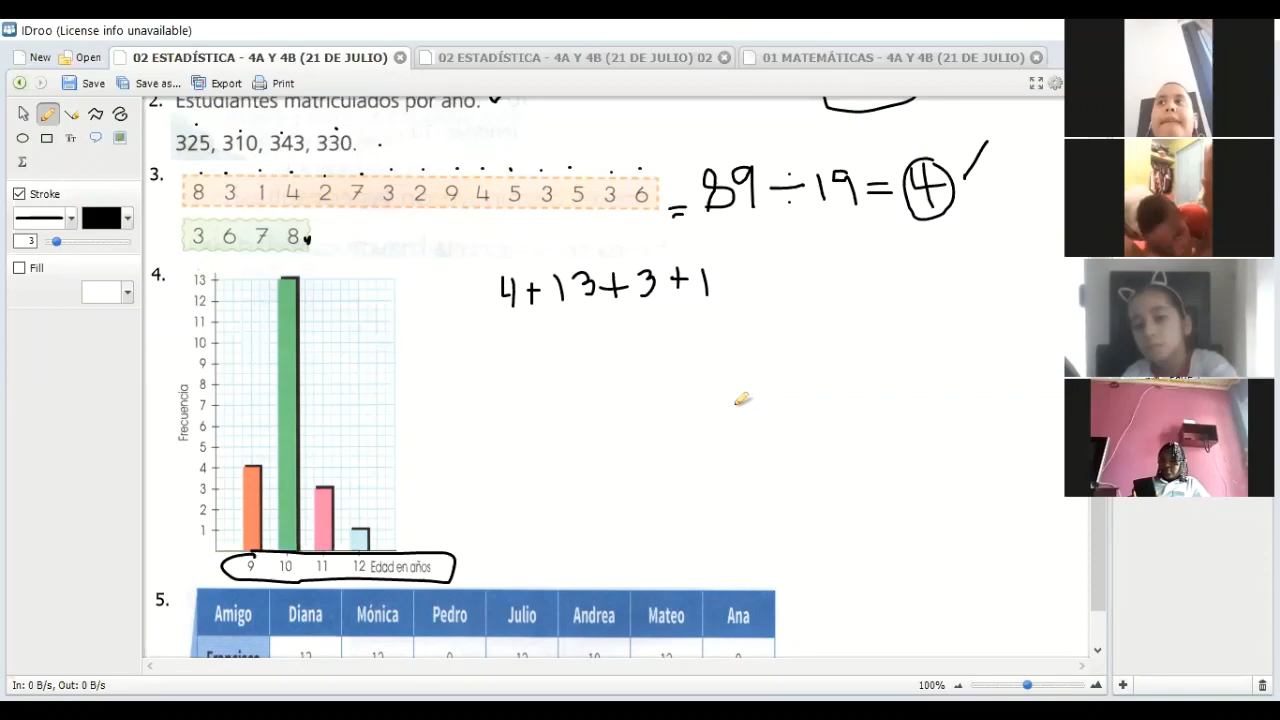 IDroo (License info unavailable)
New Open 02 ESTADÍSTICA - 4A Y 4B (21 DE JULIO) 02 ESTADÍSTICA - 4A Y 4B (21 DE JULIO) 02 01 MATEMÁTICAS - 4A Y 4B (21 DE JULIO)
Save Save as... Export Print
2. Estudiantes matriculados por año.
325, 310, 343, 330.
3.
8 3 1 4 2 7 3 2 9 4 5 3 5 3 6 = 89 ÷ 19 = 4
3 6 7 8
Stroke
3
Fill
4.
4 + 13 + 3 + 1
13
12
11
10
9
8
7
6
5
4
3
2
1
Frecuencia
9 10 11 12 Edad en años
5.
Amigo Diana Mónica Pedro Julio Andrea Mateo Ana
Francisco
In: 0 B/s, Out: 0 B/s 100%